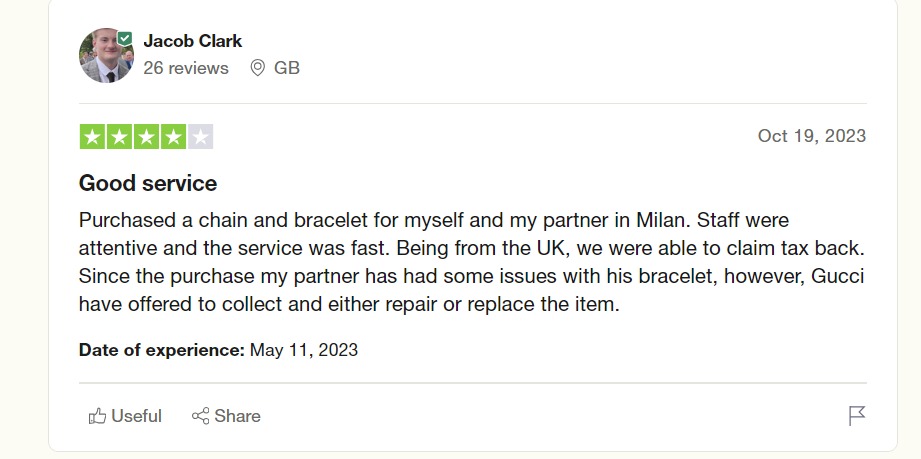 Jacob Clark
26 reviews GB
Oct 19, 2023
Good service
Purchased a chain and bracelet for myself and my partner in Milan. Staff were
attentive and the service was fast. Being from the UK, we were able to claim tax back.
Since the purchase my partner has had some issues with his bracelet, however, Gucci
have offered to collect and either repair or replace the item.
Date of experience: May 11, 2023
Useful Share